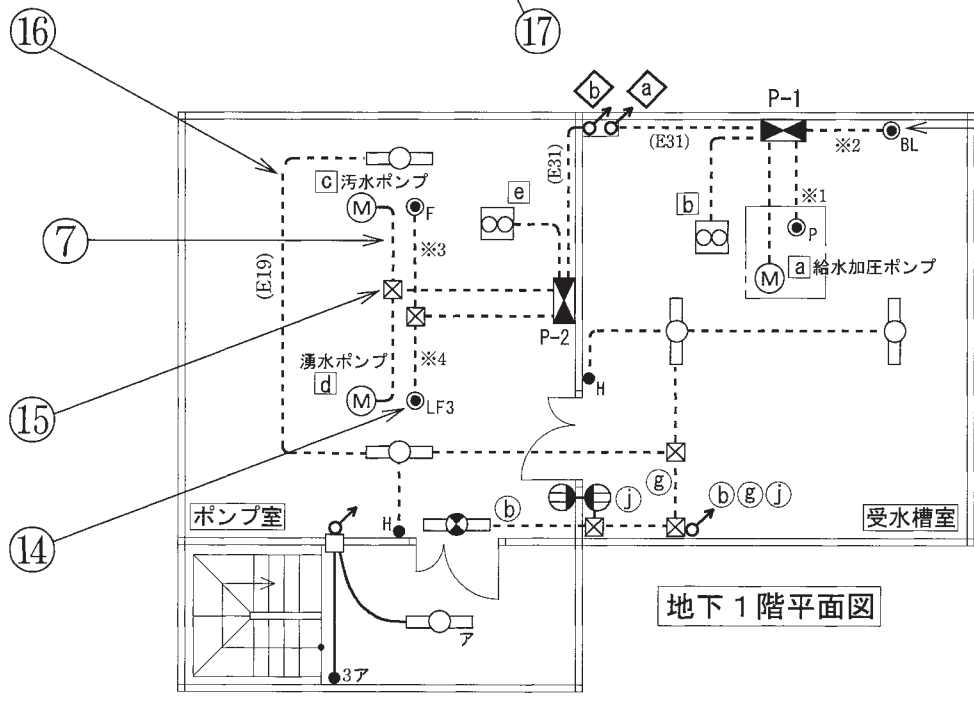 ⑯
⑰
b
a
P-1
(E31)
※2
BL
c 汚水ポンプ
M
F
(E31)
e
b
※1
P
⑦
(E19)
※3
M
a 給水加圧ポンプ
P-2
湧水ポンプ
※4
d
H
⑮
M
LF3
g
ポンプ室
H
b
j
b g j
受水槽室
⑭
地下1階平面図
ア
3ア